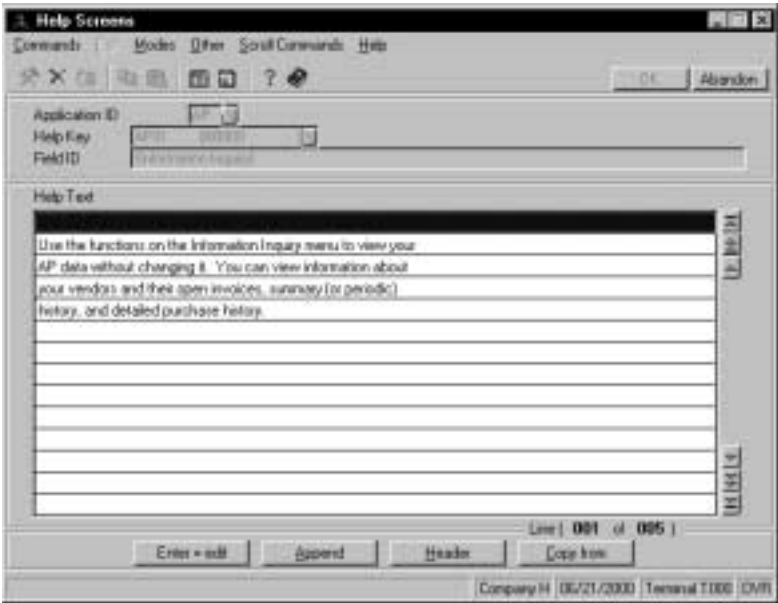 Help Screens
Commands Modes Other Scroll Commands Help
OK Abandon
Application ID AP
Help Key
Field ID
Help Text
Use the functions on the Information Inquiry menu to view your
AP data without changing it. You can view information about
your vendors and their open invoices, summary (or periodic)
history, and detailed purchase history.
Line ( 001 of 005 )
Enter = edit Append Header Copy from
Company H 06/21/2000 Terminal T000 OVR